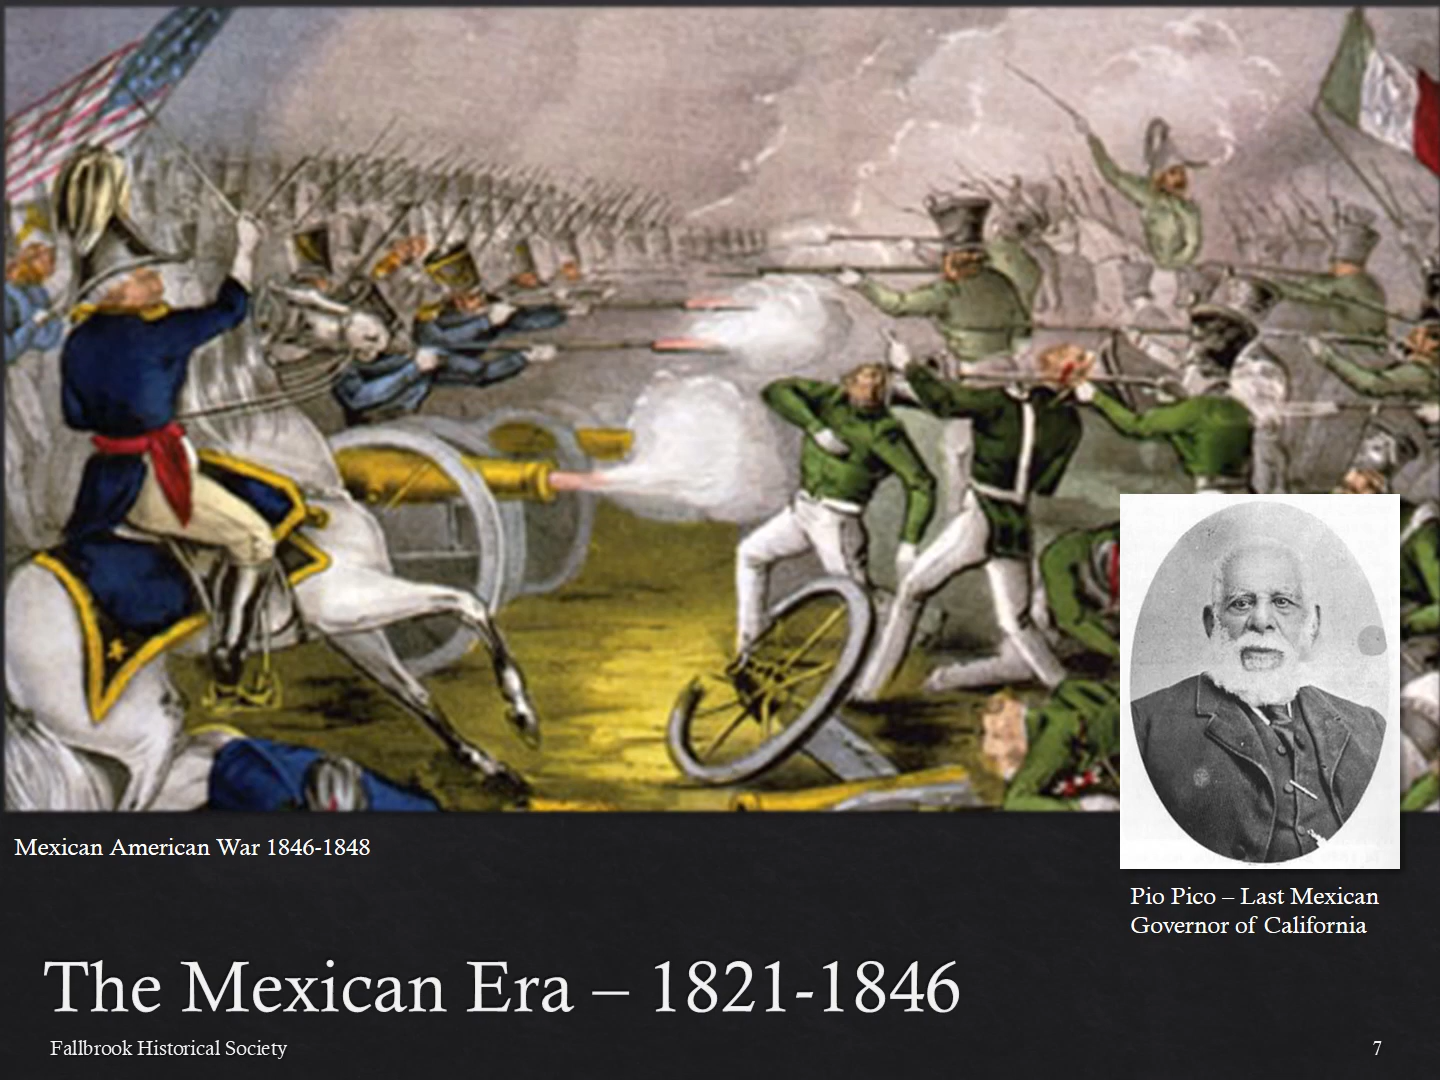 Mexican American War 1846-1848
Pio Pico – Last Mexican
Governor of California
The Mexican Era – 1821-1846
Fallbrook Historical Society
7